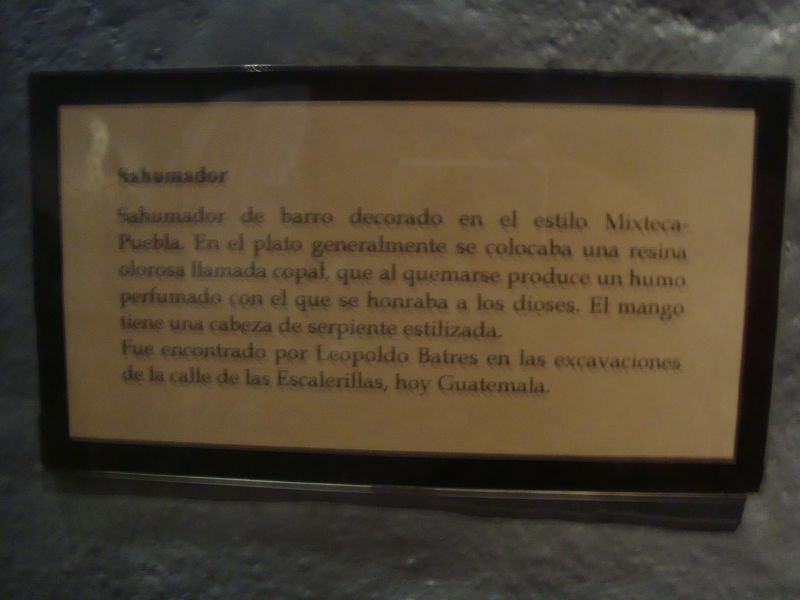 Sahumador
Sahumador de barro decorado en el estilo Mixteca-
Puebla. En el plato generalmente se colocaba una resina
olorosa llamada copal, que al quemarse produce un humo
perfumado con el que se honraba a los dioses. El mango
tiene una cabeza de serpiente estilizada.
Fue encontrado por Leopoldo Batres en las excavaciones
de la calle de las Escalerillas, hoy Guatemala.